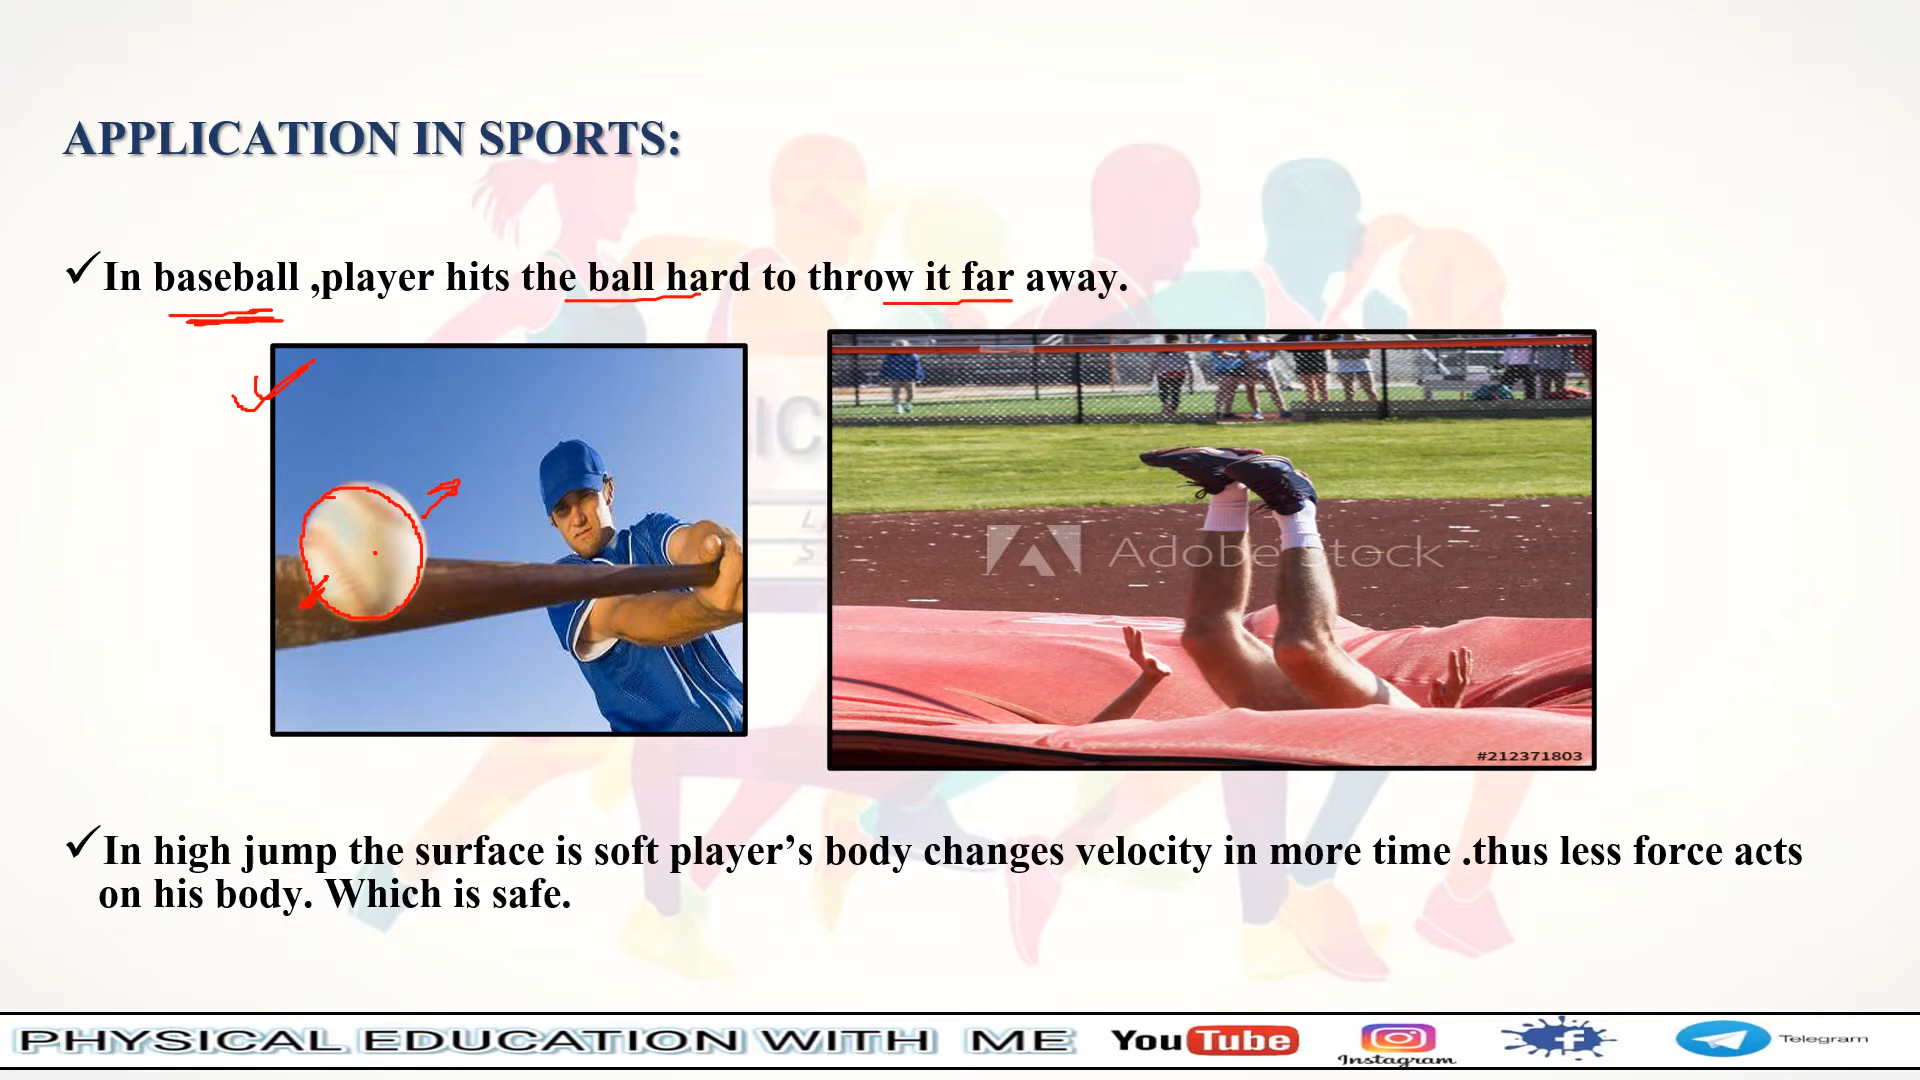 APPLICATION IN SPORTS:
✓In baseball ,player hits the ball hard to throw it far away.
Adobe Stock
#212371803
✓In high jump the surface is soft player’s body changes velocity in more time .thus less force acts
on his body. Which is safe.
PHYSICAL EDUCATION WITH ME YouTube Instagram f Telegram